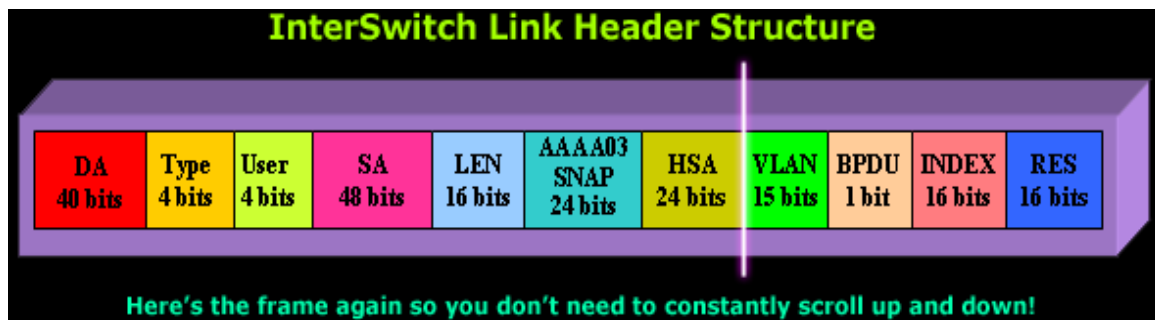 InterSwitch Link Header Structure
DA
40 bits
Type
4 bits
User
4 bits
SA
48 bits
LEN
16 bits
AAAA03
SNAP
24 bits
HSA
24 bits
VLAN
15 bits
BPDU
1 bit
INDEX
16 bits
RES
16 bits
Here's the frame again so you don't need to constantly scroll up and down!